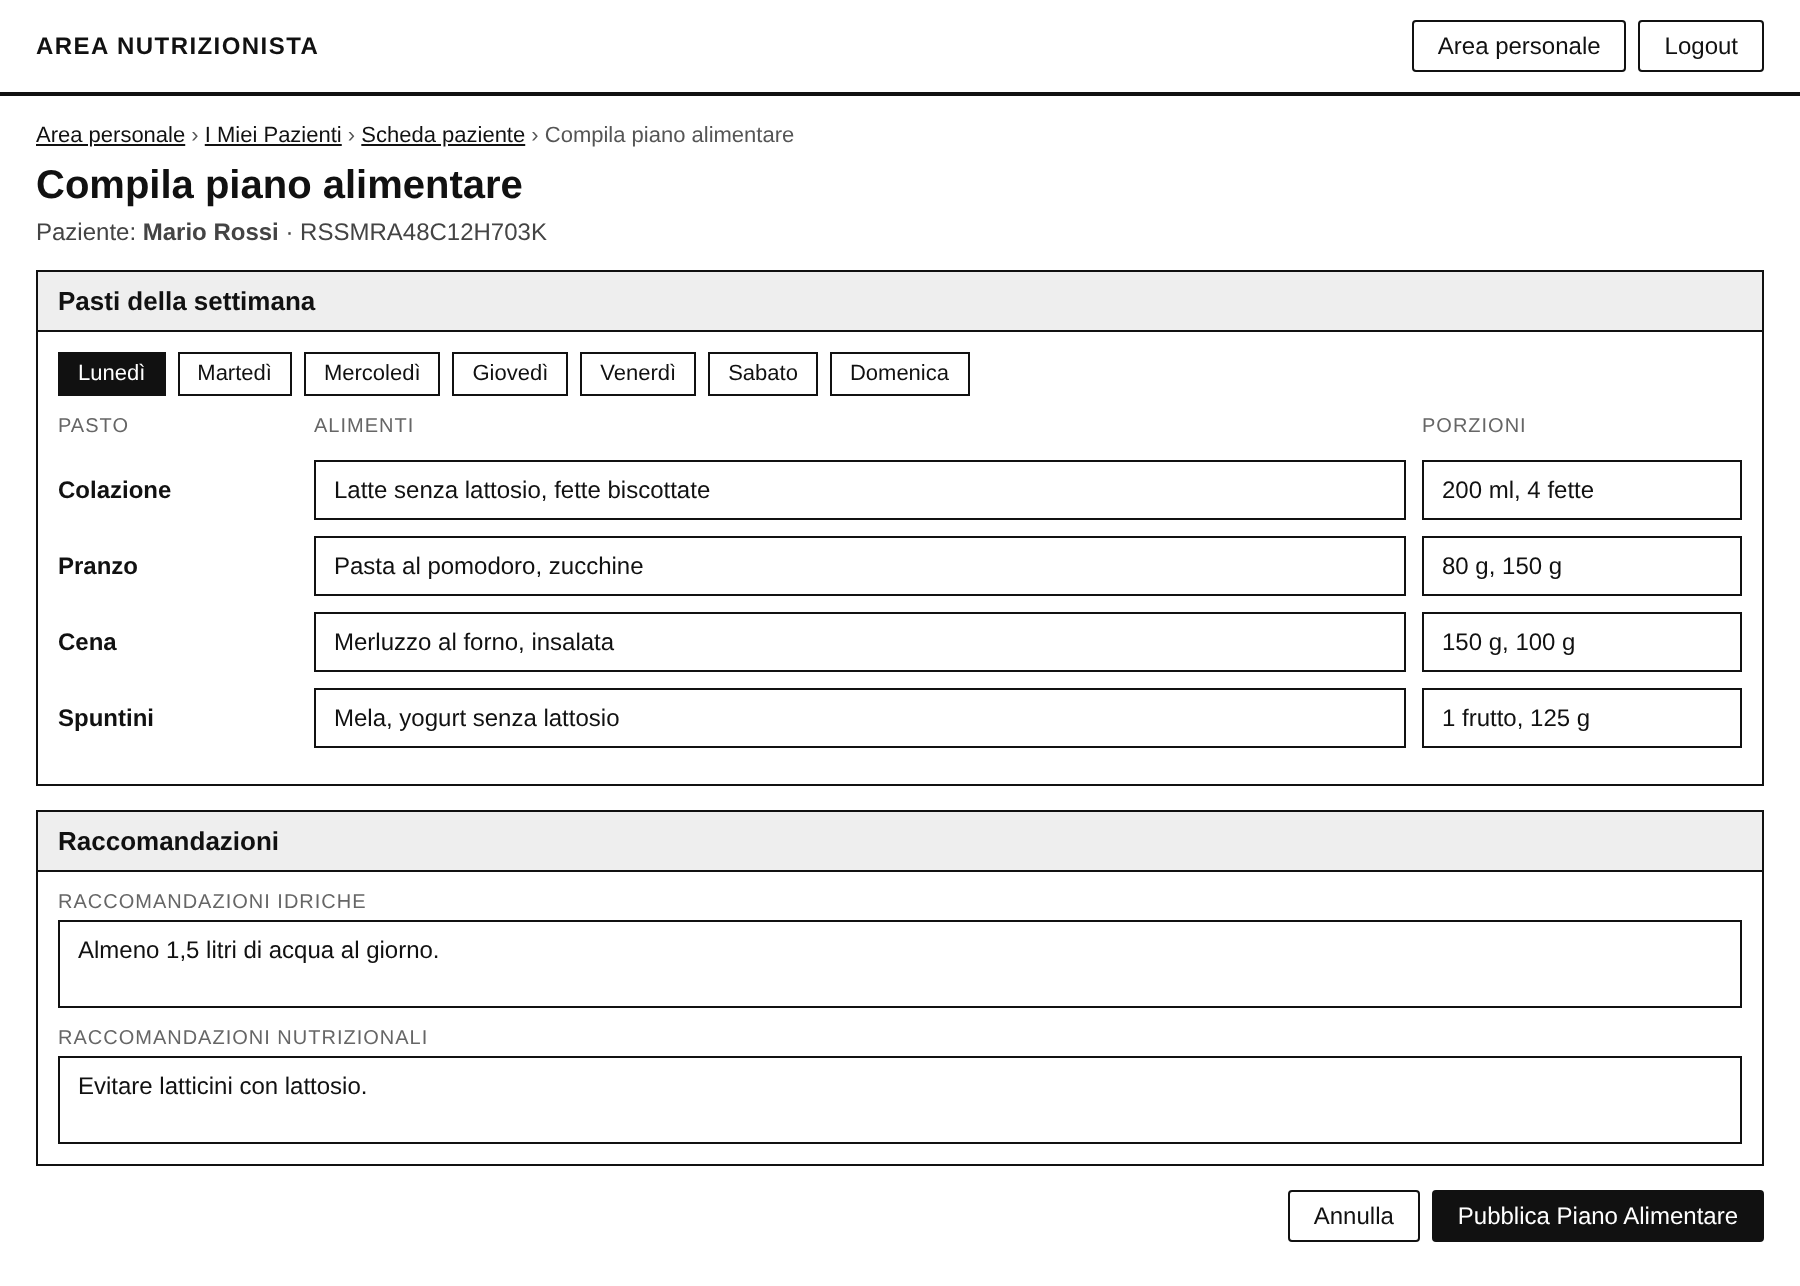 AREA NUTRIZIONISTA
Area personale
Logout
Area personale › I Miei Pazienti › Scheda paziente › Compila piano alimentare
Compila piano alimentare
Paziente: Mario Rossi · RSSMRA48C12H703K
Pasti della settimana
Lunedì Martedì Mercoledì Giovedì Venerdì Sabato Domenica
PASTO ALIMENTI PORZIONI
Colazione Latte senza lattosio, fette biscottate 200 ml, 4 fette
Pranzo Pasta al pomodoro, zucchine 80 g, 150 g
Cena Merluzzo al forno, insalata 150 g, 100 g
Spuntini Mela, yogurt senza lattosio 1 frutto, 125 g
Raccomandazioni
RACCOMANDAZIONI IDRICHE
Almeno 1,5 litri di acqua al giorno.
RACCOMANDAZIONI NUTRIZIONALI
Evitare latticini con lattosio.
Annulla Pubblica Piano Alimentare